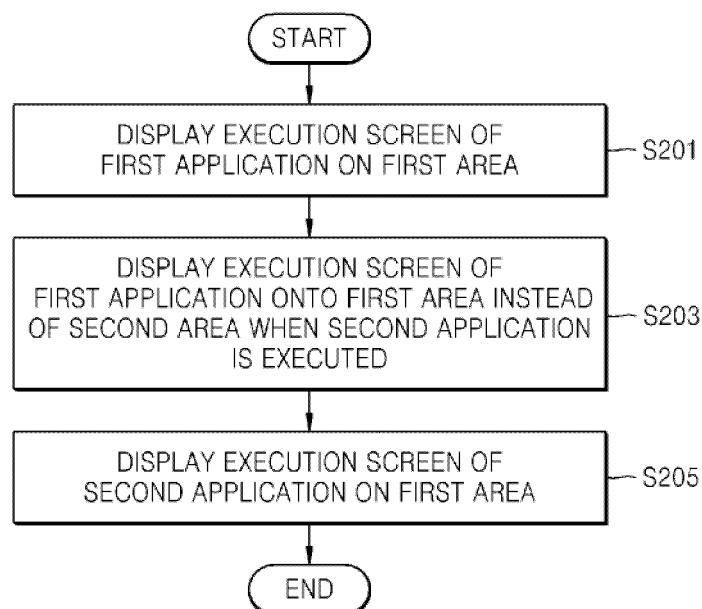 START
DISPLAY EXECUTION SCREEN OF
FIRST APPLICATION ON FIRST AREA
S201
DISPLAY EXECUTION SCREEN OF
FIRST APPLICATION ONTO FIRST AREA INSTEAD
OF SECOND AREA WHEN SECOND APPLICATION
IS EXECUTED
S203
DISPLAY EXECUTION SCREEN OF
SECOND APPLICATION ON FIRST AREA
S205
END